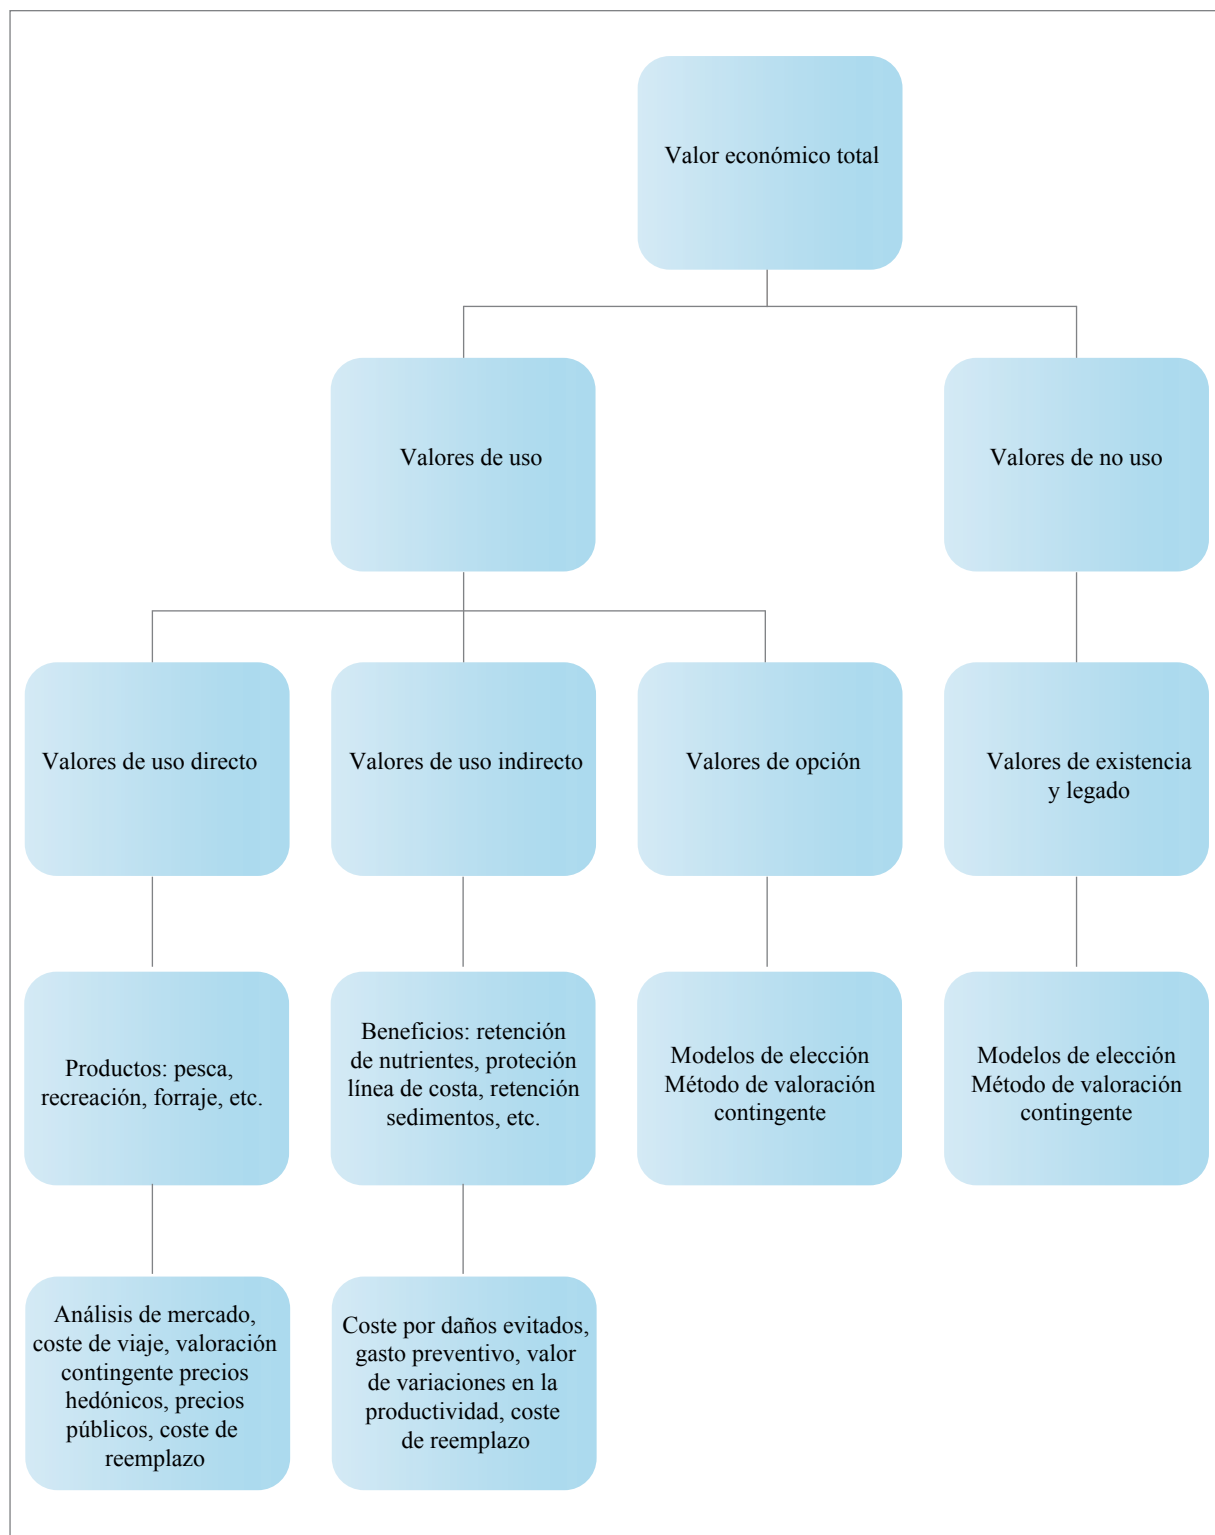 Valor económico total
Valores de uso
Valores de no uso
Valores de uso directo
Valores de uso indirecto
Valores de opción
Valores de existencia
y legado
Productos: pesca,
recreación, forraje, etc.
Beneficios: retención
de nutrientes, proteción
línea de costa, retención
sedimentos, etc.
Modelos de elección
Método de valoración
contingente
Modelos de elección
Método de valoración
contingente
Análisis de mercado,
coste de viaje, valoración
contingente precios
hedónicos, precios
públicos, coste de
reemplazo
Coste por daños evitados,
gasto preventivo, valor
de variaciones en la
productividad, coste
de reemplazo